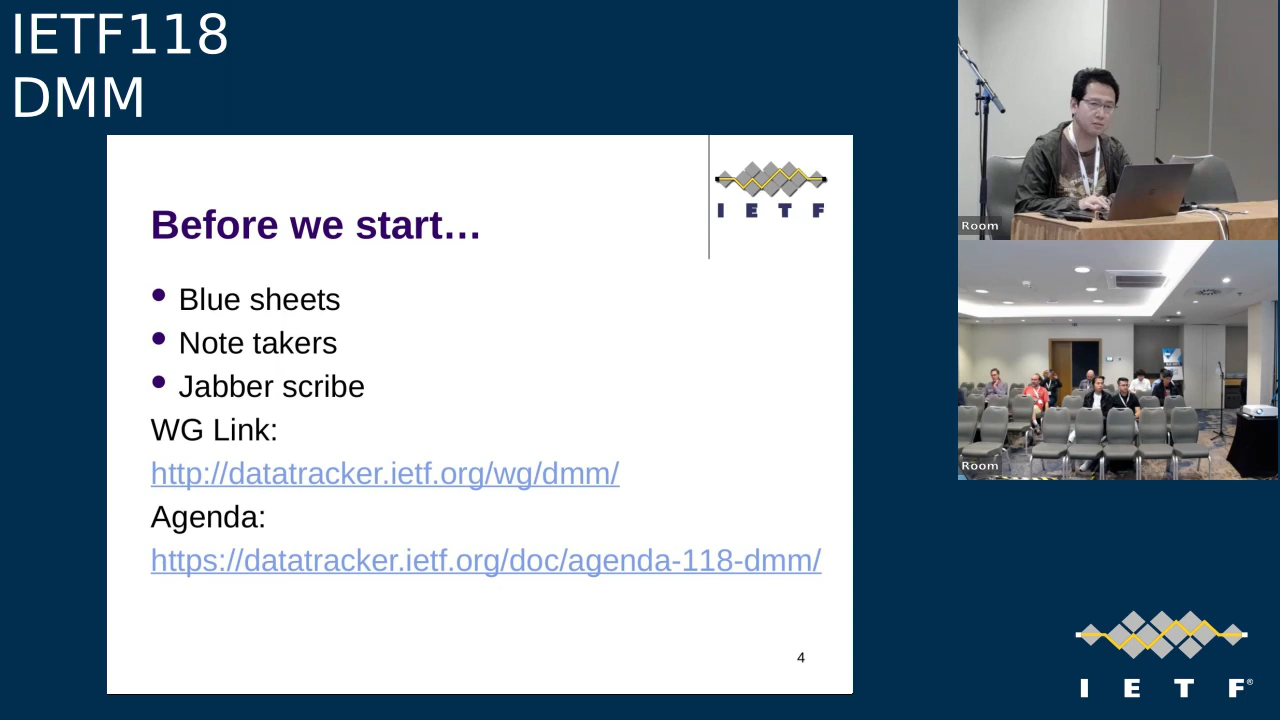 IETF118
DMM
I E T F
Before we start…
• Blue sheets
• Note takers
• Jabber scribe
WG Link:
http://datatracker.ietf.org/wg/dmm/
Agenda:
https://datatracker.ietf.org/doc/agenda-118-dmm/
4
Room
Room
I E T F®